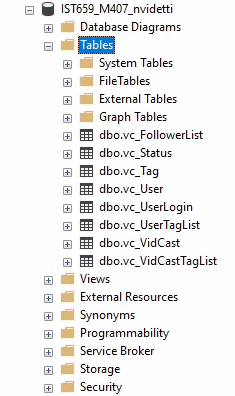 IST659_M407_nvidetti
Database Diagrams
Tables
System Tables
FileTables
External Tables
Graph Tables
dbo.vc_FollowerList
dbo.vc_Status
dbo.vc_Tag
dbo.vc_User
dbo.vc_UserLogin
dbo.vc_UserTagList
dbo.vc_VidCast
dbo.vc_VidCastTagList
Views
External Resources
Synonyms
Programmability
Service Broker
Storage
Security